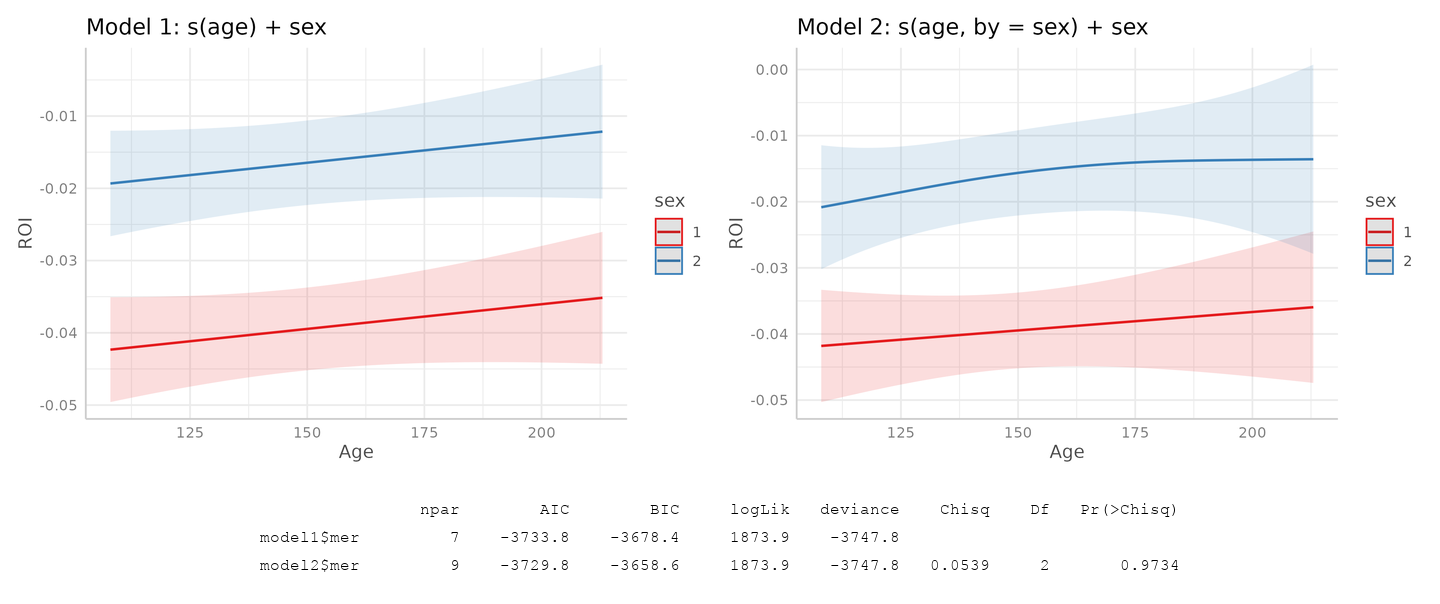 Model 1: s(age) + sex
-0.01
-0.02
-0.03
-0.04
-0.05
ROI
125 150 175 200
Age
sex
1
2
Model 2: s(age, by = sex) + sex
0.00
-0.01
-0.02
-0.03
-0.04
-0.05
ROI
125 150 175 200
Age
sex
1
2
npar AIC BIC logLik deviance Chisq Df Pr(>Chisq)
model1$mer 7 -3733.8 -3678.4 1873.9 -3747.8
model2$mer 9 -3729.8 -3658.6 1873.9 -3747.8 0.0539 2 0.9734